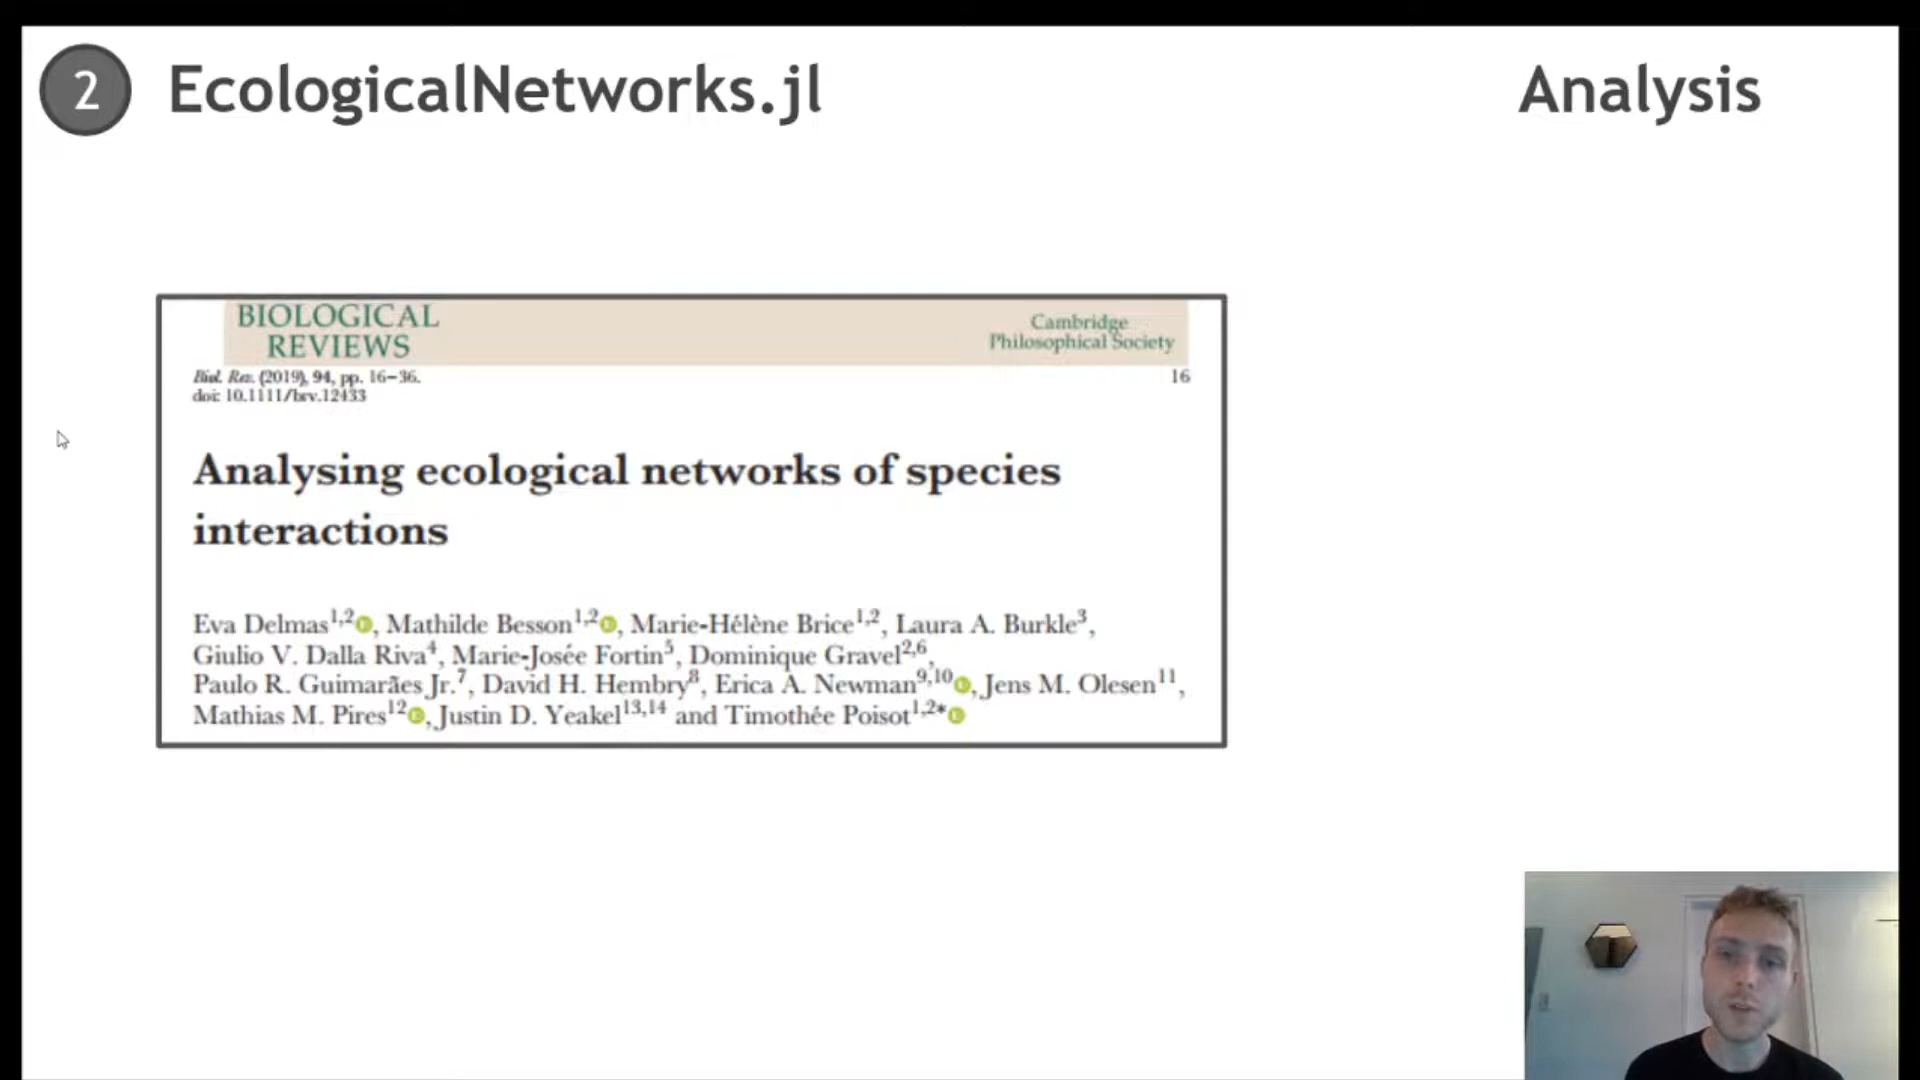 2 EcologicalNetworks.jl Analysis
BIOLOGICAL
REVIEWS
Cambridge
Philosophical Society
Biol. Rev. (2019), 94, pp. 16–36. 16
doi: 10.1111/brv.12433
Analysing ecological networks of species
interactions
Eva Delmas1,2, Mathilde Besson1,2, Marie-Hélène Brice1,2, Laura A. Burkle3,
Giulio V. Dalla Riva4, Marie-Josée Fortin5, Dominique Gravel2,6,
Paulo R. Guimarães Jr.7, David H. Hembry8, Erica A. Newman9,10, Jens M. Olesen11,
Mathias M. Pires12, Justin D. Yeakel13,14 and Timothée Poisot1,2*